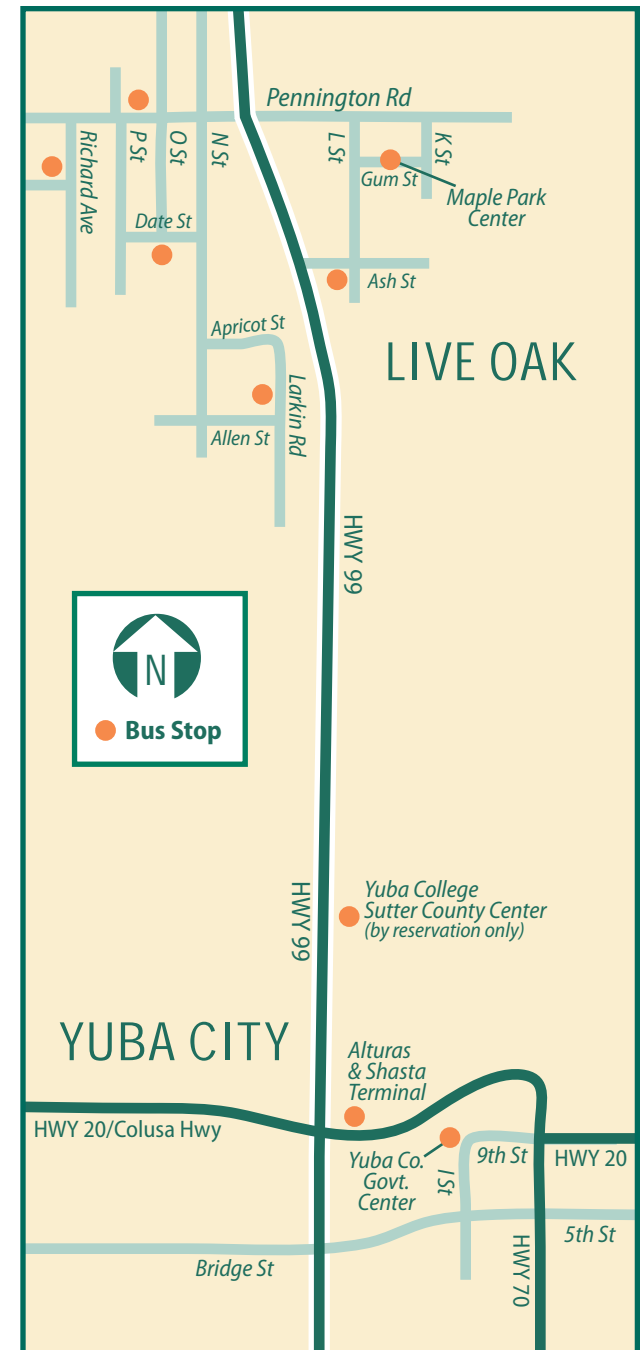 Pennington Rd
Richard Ave
P St
O St
N St
L St
K St
Gum St
Maple Park
Center
Date St
Ash St
Apricot St
LIVE OAK
Larkin Rd
Allen St
HWY 99
N
Bus Stop
HWY 99
Yuba College
Sutter County Center
(by reservation only)
YUBA CITY
Alturas
& Shasta
Terminal
HWY 20/Colusa Hwy
Yuba Co.
Govt.
Center
I St
9th St
HWY 20
5th St
Bridge St
HWY 70